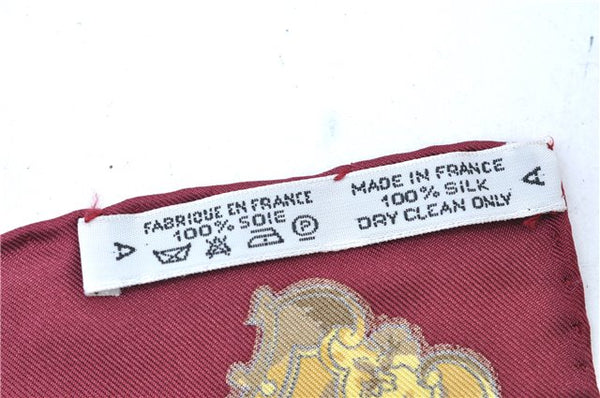 FABRIQUE EN FRANCE
100% SOIE
A
P
MADE IN FRANCE
100% SILK
DRY CLEAN ONLY
A